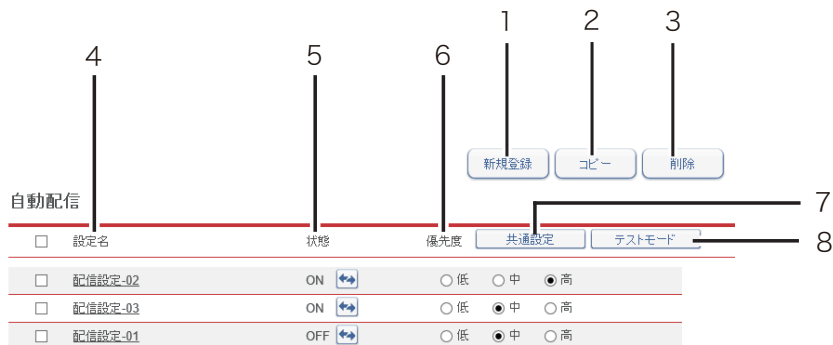 1 2 3
4 5 6
新規登録 コピー 削除
自動配信
7
設定名 状態 優先度 共通設定 テストモード
8
配信設定-02 ON 低 中 高
配信設定-03 ON 低 中 高
配信設定-01 OFF 低 中 高